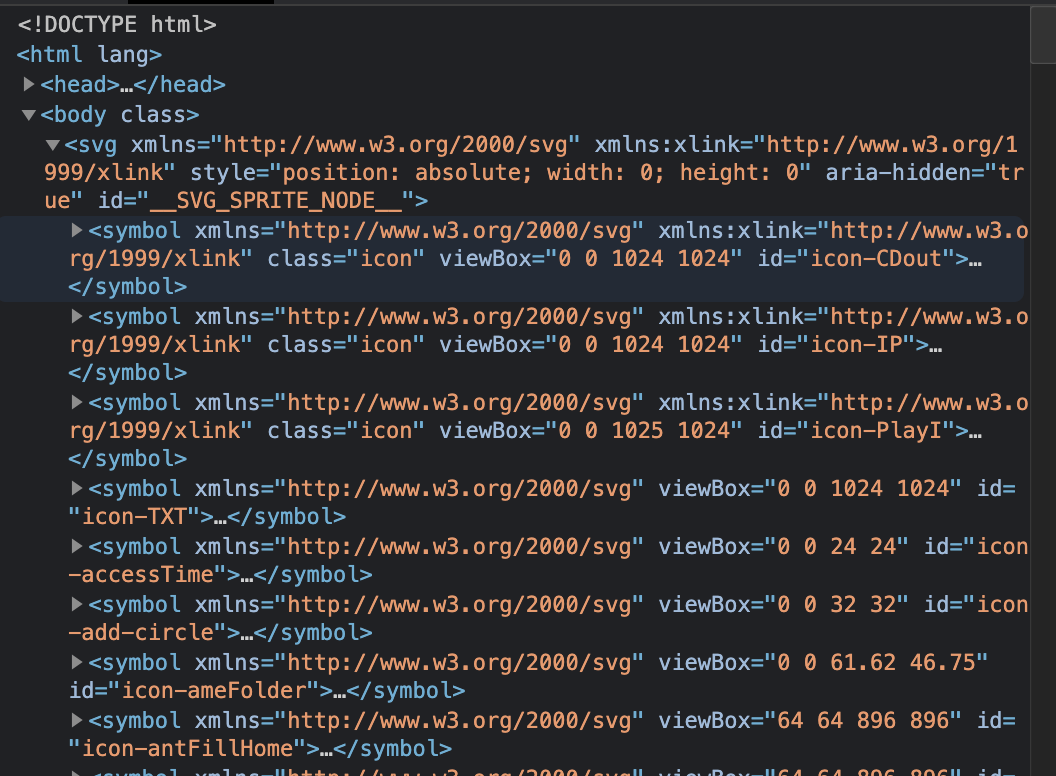 <!DOCTYPE html>
<html lang>
<head>…</head>
<body class>
<svg xmlns="http://www.w3.org/2000/svg" xmlns:xlink="http://www.w3.org/1
999/xlink" style="position: absolute; width: 0; height: 0" aria-hidden="tr
ue" id="__SVG_SPRITE_NODE__">
<symbol xmlns="http://www.w3.org/2000/svg" xmlns:xlink="http://www.w3.o
rg/1999/xlink" class="icon" viewBox="0 0 1024 1024" id="icon-CDout">…
</symbol>
<symbol xmlns="http://www.w3.org/2000/svg" xmlns:xlink="http://www.w3.o
rg/1999/xlink" class="icon" viewBox="0 0 1024 1024" id="icon-IP">…
</symbol>
<symbol xmlns="http://www.w3.org/2000/svg" xmlns:xlink="http://www.w3.o
rg/1999/xlink" class="icon" viewBox="0 0 1025 1024" id="icon-PlayI">…
</symbol>
<symbol xmlns="http://www.w3.org/2000/svg" viewBox="0 0 1024 1024" id=
"icon-TXT">…</symbol>
<symbol xmlns="http://www.w3.org/2000/svg" viewBox="0 0 24 24" id="icon
-accessTime">…</symbol>
<symbol xmlns="http://www.w3.org/2000/svg" viewBox="0 0 32 32" id="icon
-add-circle">…</symbol>
<symbol xmlns="http://www.w3.org/2000/svg" viewBox="0 0 61.62 46.75"
id="icon-ameFolder">…</symbol>
<symbol xmlns="http://www.w3.org/2000/svg" viewBox="64 64 896 896" id=
"icon-antFillHome">…</symbol>